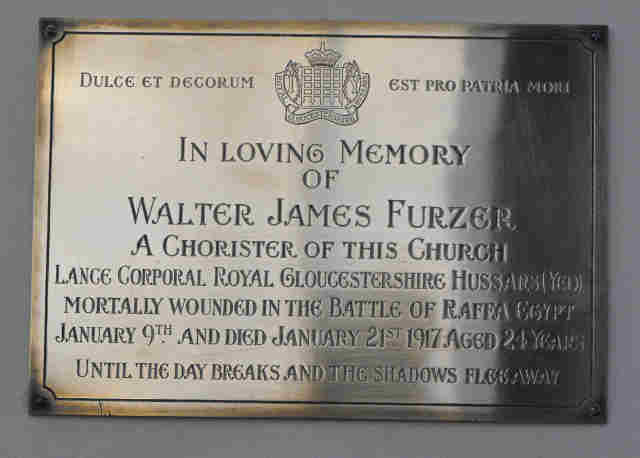 DULCE ET DECORUM EST PRO PATRIA MORI
IN LOVING MEMORY
OF
WALTER JAMES FURZER
A CHORISTER OF THIS CHURCH
LANCE CORPORAL ROYAL GLOUCESTERSHIRE HUSSARS (YEO)
MORTALLY WOUNDED IN THE BATTLE OF RAFFA EGYPT
JANUARY 9TH. AND DIED JANUARY 21ST 1917. AGED 24 YEARS
UNTIL THE DAY BREAKS AND THE SHADOWS FLEE AWAY